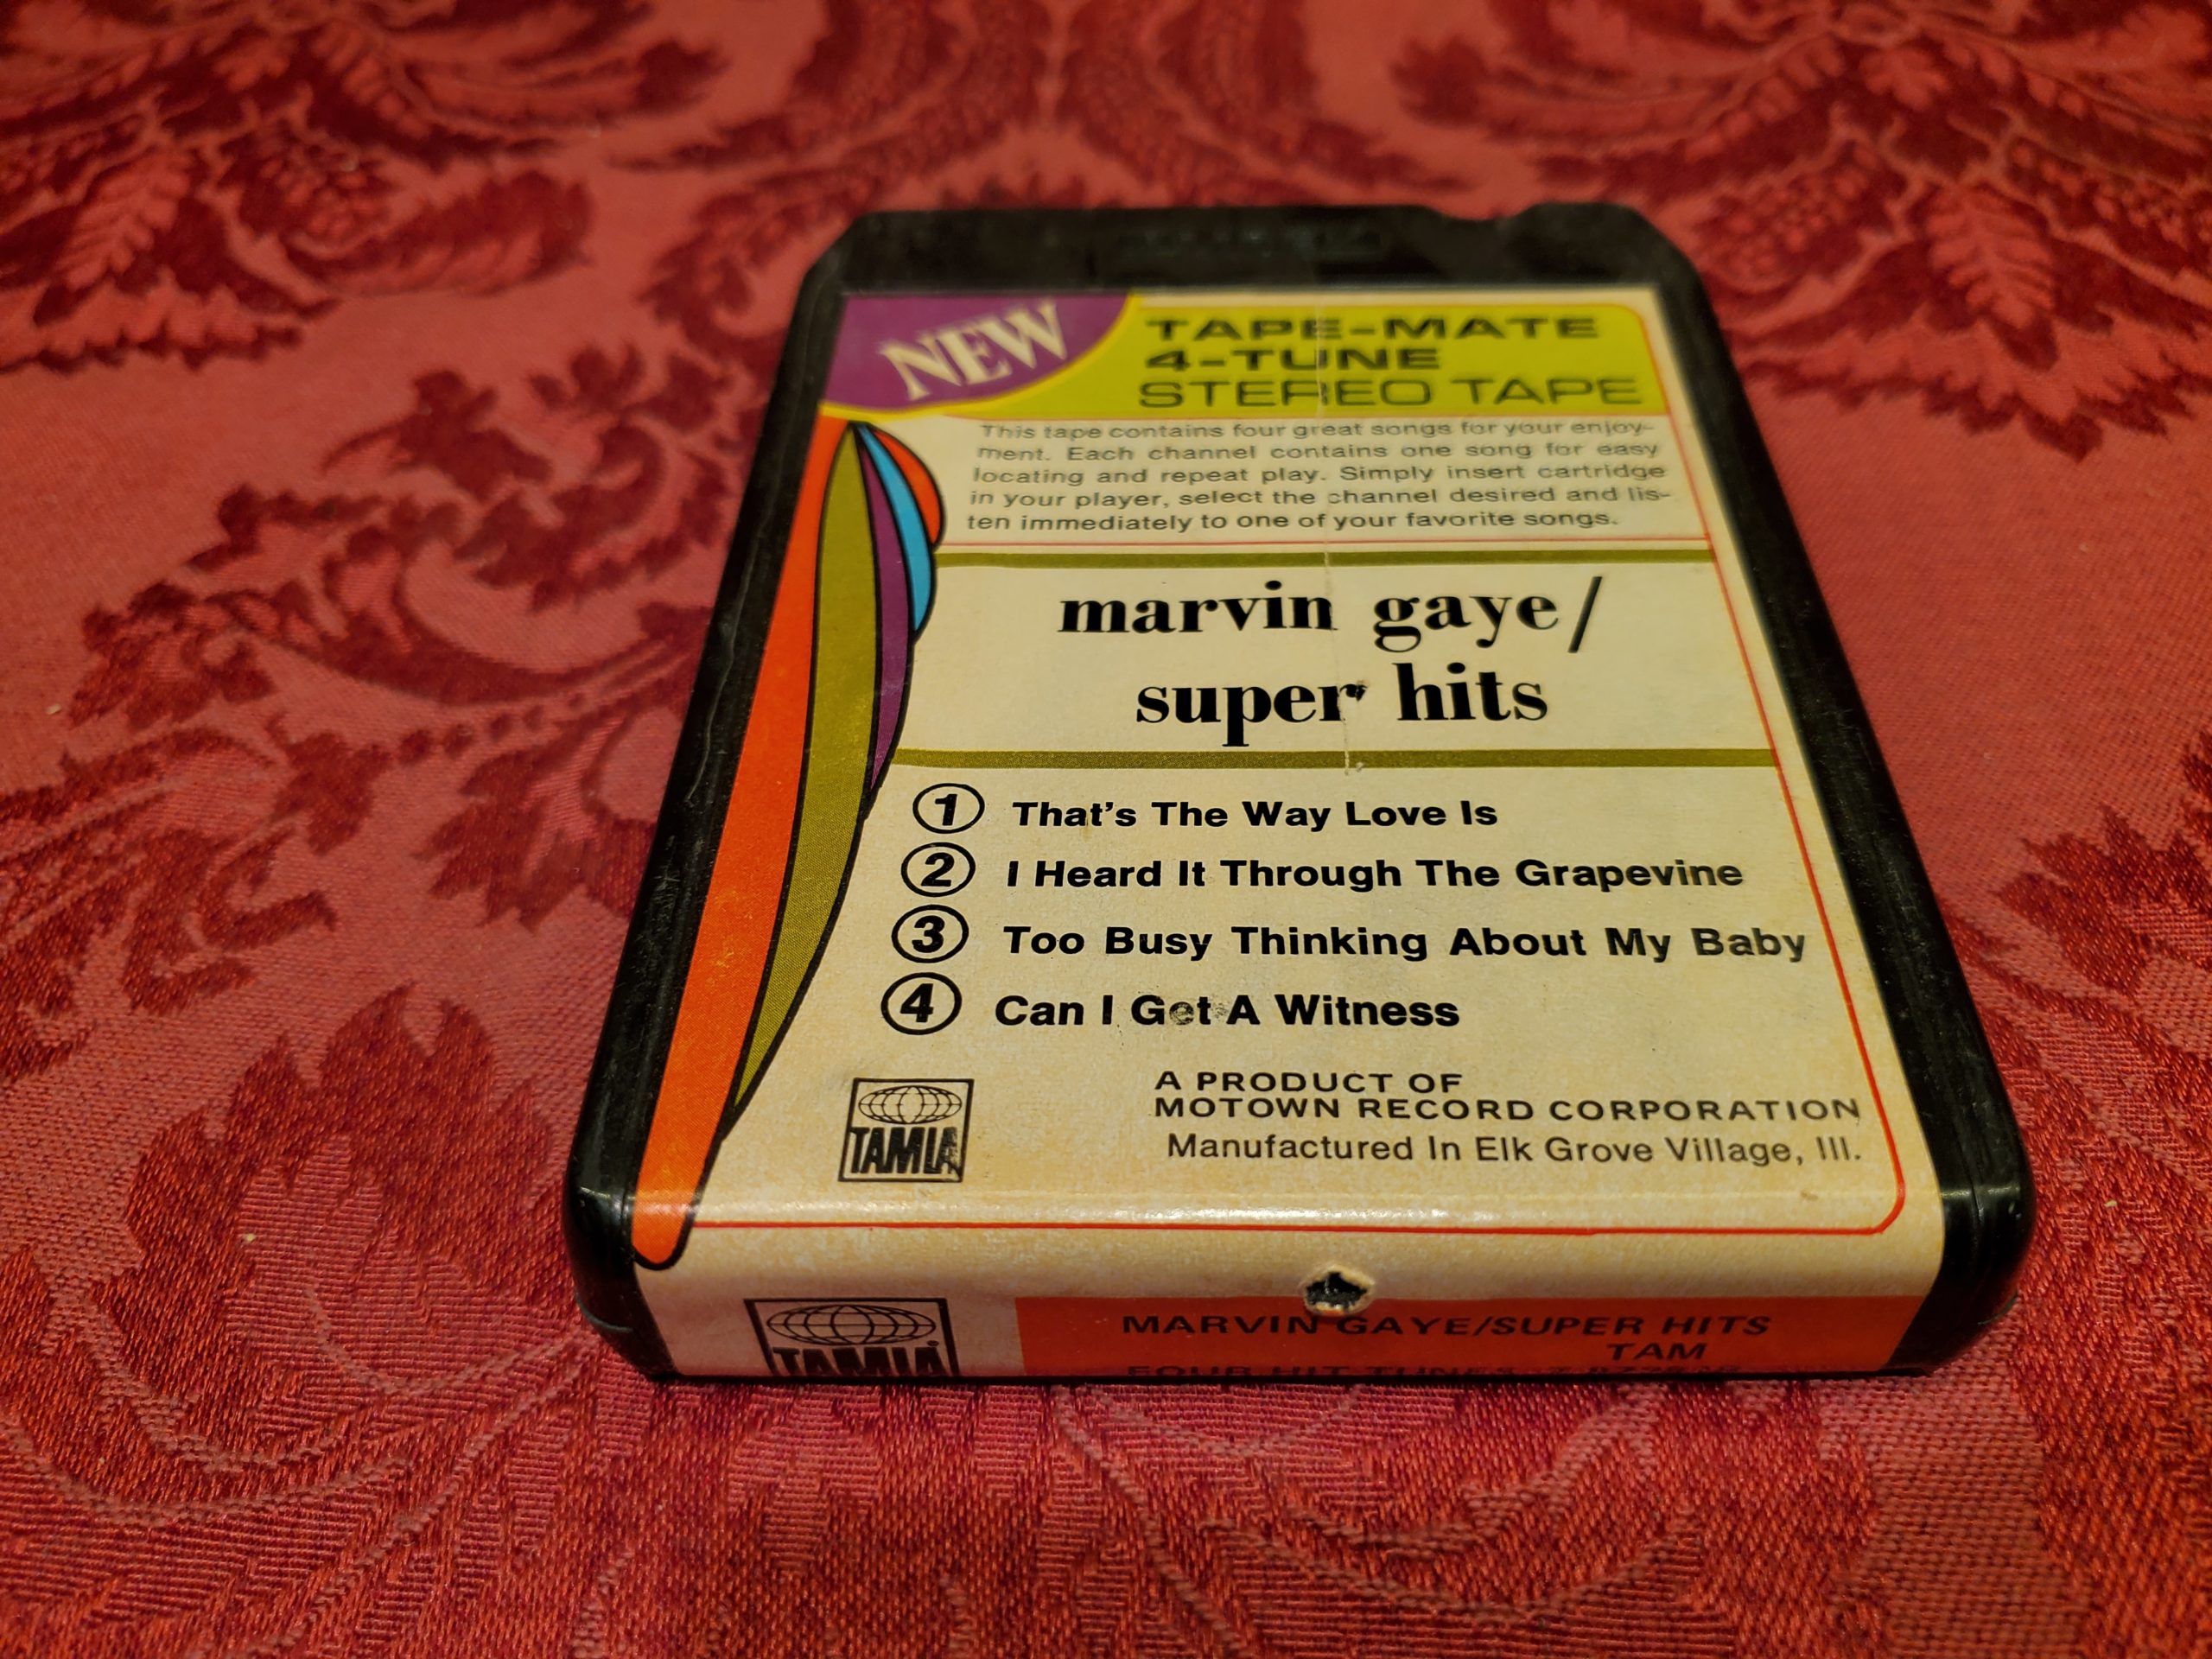 NEW
TAPE-MATE
4-TUNE
STEREO TAPE
This tape contains four great songs for your enjoy-
ment. Each channel contains one song for easy
locating and repeat play. Simply insert cartridge
in your player, select the channel desired and lis-
ten immediately to one of your favorite songs.
marvin gaye/
super hits
1 That's The Way Love Is
2 I Heard It Through The Grapevine
3 Too Busy Thinking About My Baby
4 Can I Get A Witness
TAMLA
A PRODUCT OF
MOTOWN RECORD CORPORATION
Manufactured In Elk Grove Village, Ill.
TAMLA
MARVIN GAYE/SUPER HITS
TAM
FOUR HIT TUNES